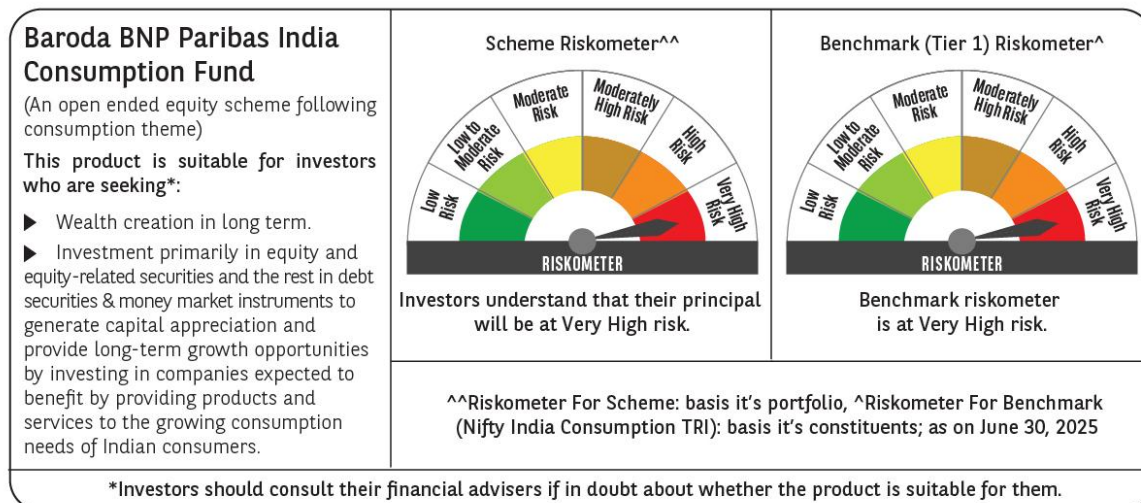 Baroda BNP Paribas India
Consumption Fund
(An open ended equity scheme following
consumption theme)
This product is suitable for investors
who are seeking*:
▶ Wealth creation in long term.
▶ Investment primarily in equity and
equity-related securities and the rest in debt
securities & money market instruments to
generate capital appreciation and
provide long-term growth opportunities
by investing in companies expected to
benefit by providing products and
services to the growing consumption
needs of Indian consumers.
Scheme Riskometer^^
Low
Risk
Low to
Moderate
Risk
Moderate
Risk
Moderately
High Risk
High
Risk
Very High
Risk
RISKOMETER
Investors understand that their principal
will be at Very High risk.
Benchmark (Tier 1) Riskometer^
Low
Risk
Low to
Moderate
Risk
Moderate
Risk
Moderately
High Risk
High
Risk
Very High
Risk
RISKOMETER
Benchmark riskometer
is at Very High risk.
^^Riskometer For Scheme: basis it's portfolio, ^Riskometer For Benchmark
(Nifty India Consumption TRI): basis it's constituents; as on June 30, 2025
*Investors should consult their financial advisers if in doubt about whether the product is suitable for them.